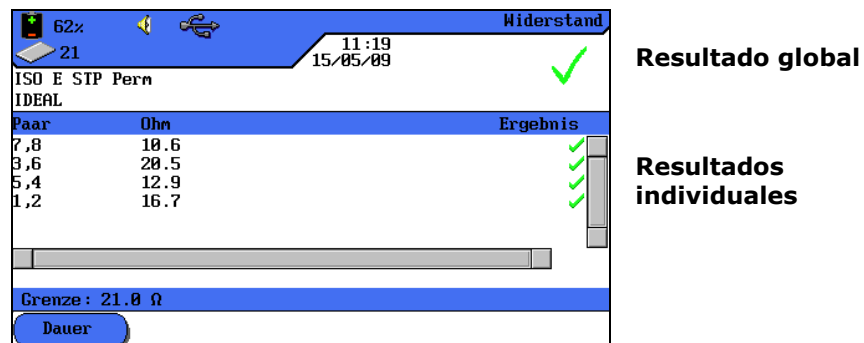 62% Widerstand
21 11:19
15/05/09
ISO E STP Perm
IDEAL
Resultado global
Paar Ohm Ergebnis
7,8 10.6
3,6 20.5
5,4 12.9
1,2 16.7
Resultados
individuales
Grenze: 21.0 Ω
Dauer